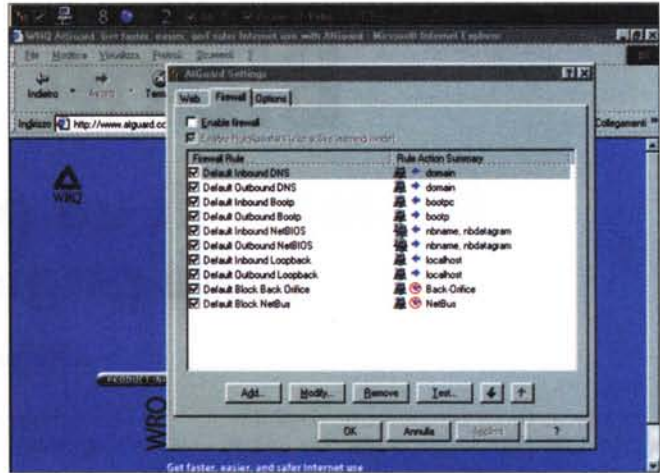 WRQ AtGuard. Get faster, easier, and safer Internet use with AtGuard - Microsoft Internet Explorer
File Modifica Visualizza Preferiti Strumenti ?
Indietro Avanti
Indirizzo http://www.atguard.co
Collegamenti
AtGuard Settings
Web Firewall Options
Enable firewall
Firewall Rule Rule Action Summary
Default Inbound DNS domain
Default Outbound DNS domain
Default Inbound Bootp bootpc
Default Outbound Bootp bootp
Default Inbound NetBIOS nbname, nbdatagram
Default Outbound NetBIOS nbname, nbdatagram
Default Inbound Loopback localhost
Default Outbound Loopback localhost
Default Block Back Orifice Back-Orifice
Default Block NetBus NetBus
Add... Modify... Remove Test...
OK Annulla Applica ?
WRQ
WRQ
Get faster, easier, and safer Internet use